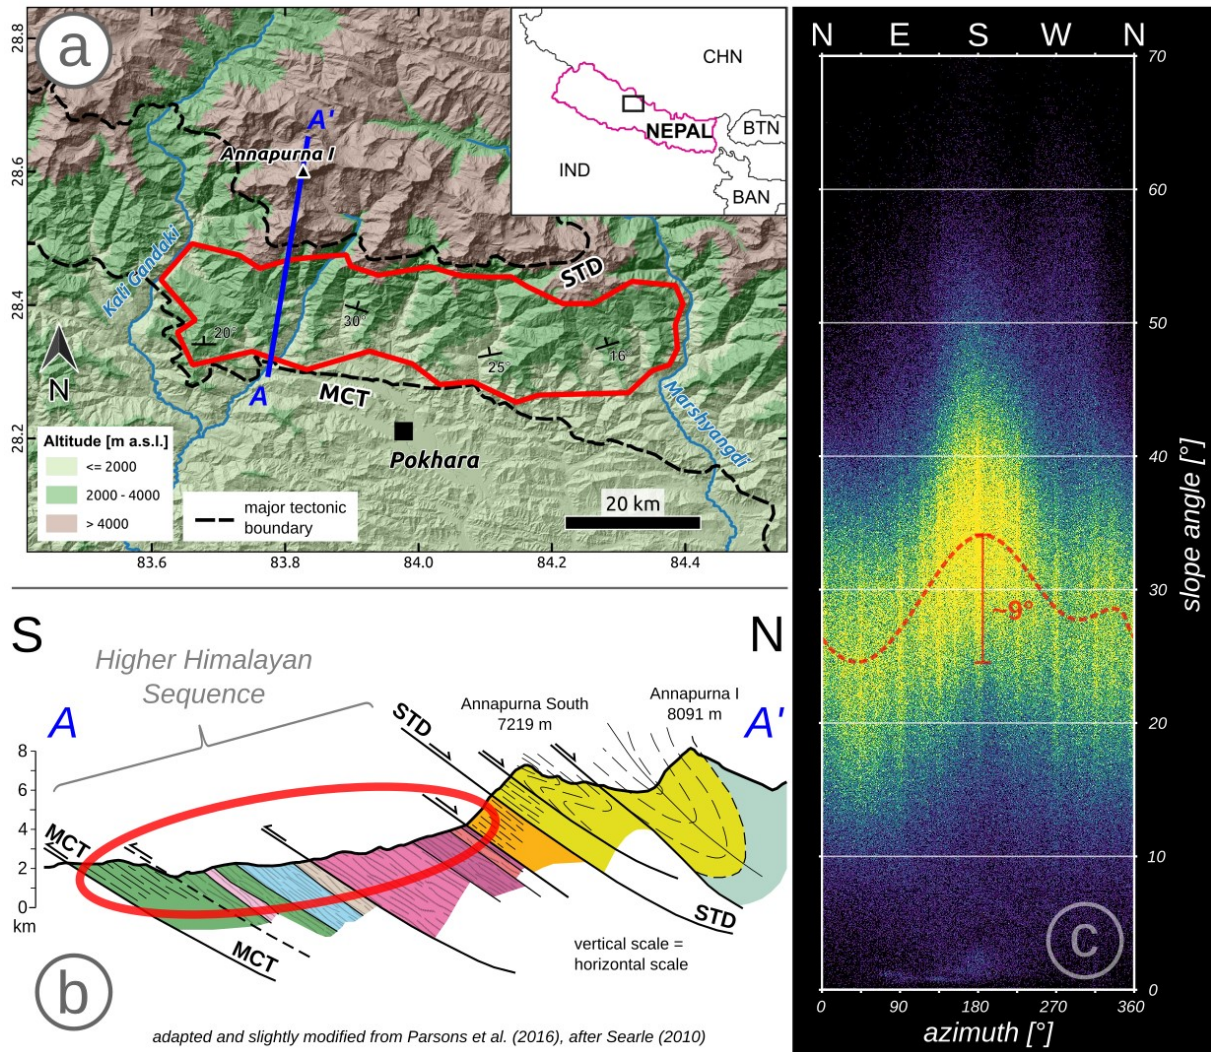 a
28.8
28.6
28.4
28.2
A'
Annapurna I
Kali Gandaki
STD
20°
30°
25°
16°
N
A
MCT
Marshyangdi
Pokhara
Altitude [m a.s.l.]
<= 2000
2000 - 4000
> 4000
major tectonic
boundary
20 km
83.6
83.8
84.0
84.2
84.4
CHN
NEPAL
BTN
IND
BAN
S
N
Higher Himalayan
Sequence
A
A'
STD
Annapurna South
7219 m
Annapurna I
8091 m
8
6
4
2
0
km
MCT
MCT
STD
vertical scale =
horizontal scale
b
adapted and slightly modified from Parsons et al. (2016), after Searle (2010)
N E S W N
70
60
50
40
30
20
10
0
slope angle [°]
~9°
c
0 90 180 270 360
azimuth [°]